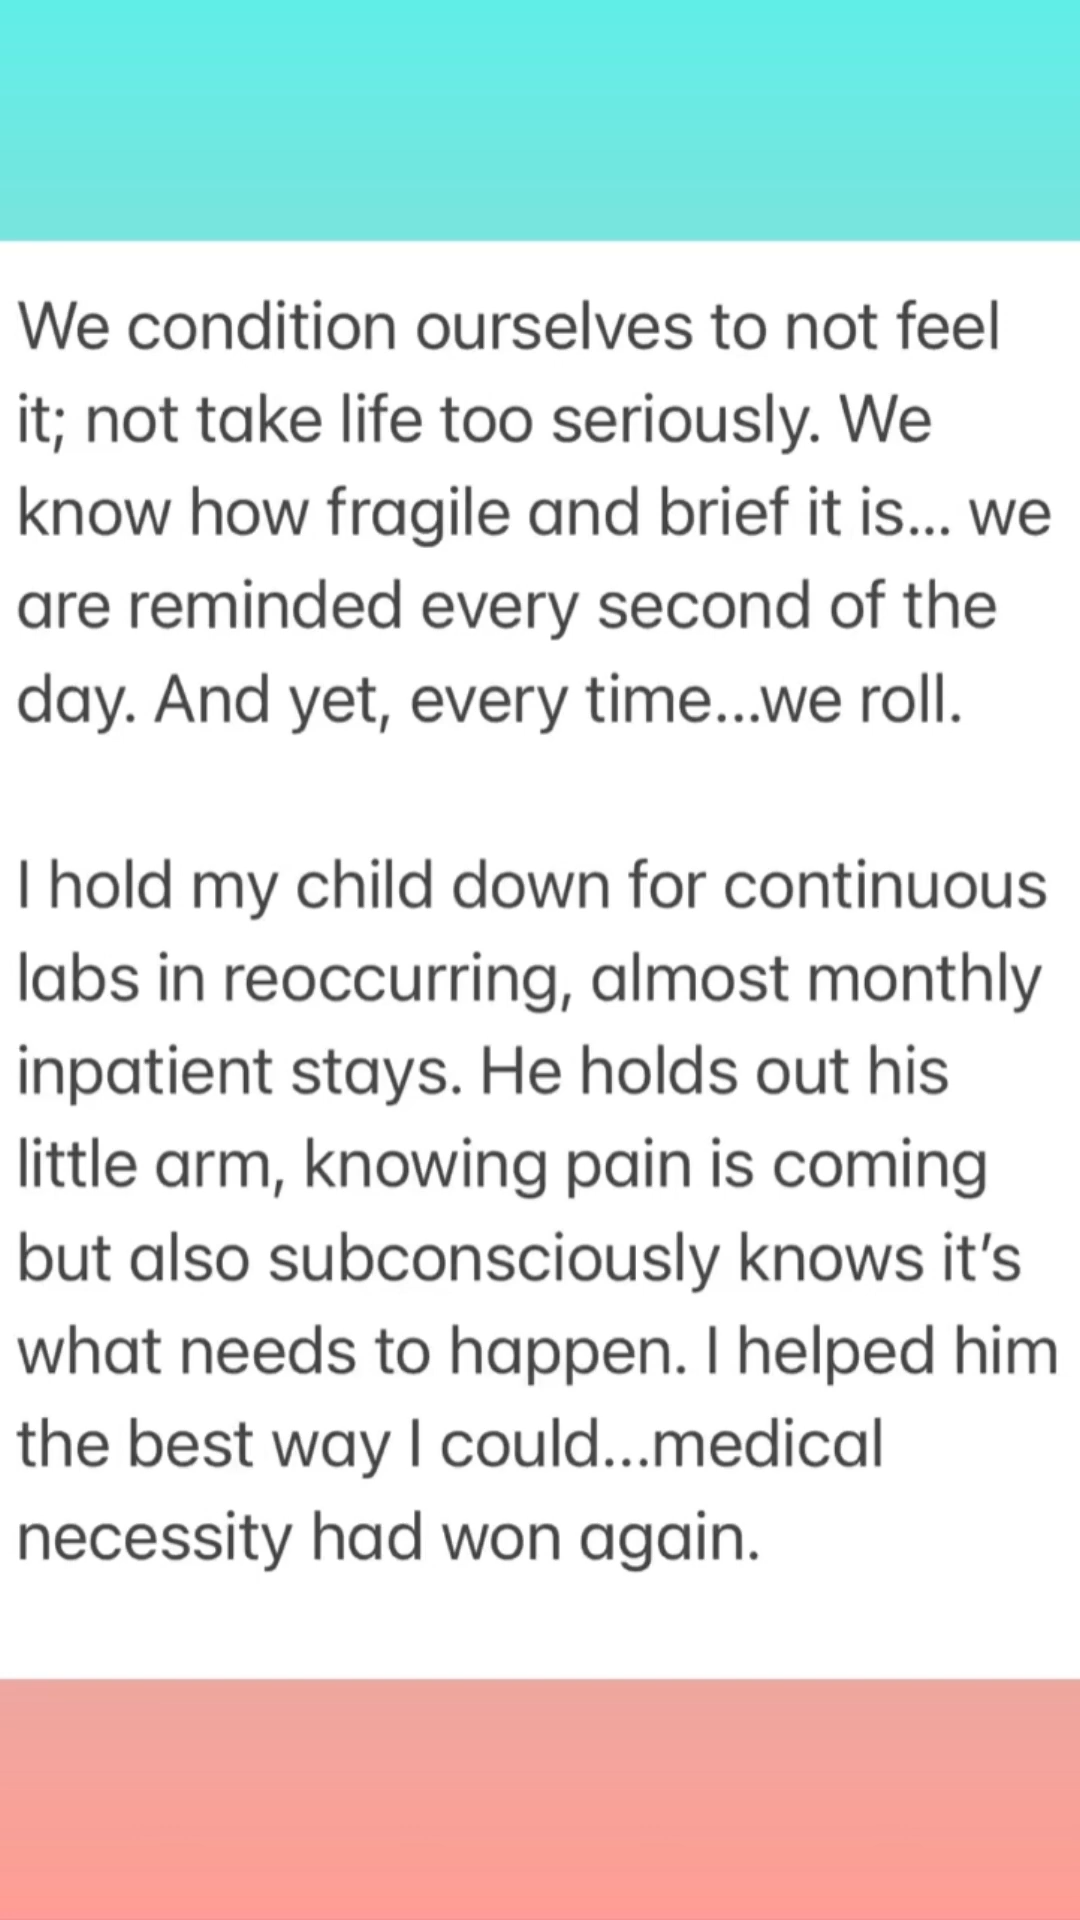 We condition ourselves to not feel
it; not take life too seriously. We
know how fragile and brief it is... we
are reminded every second of the
day. And yet, every time...we roll.
I hold my child down for continuous
labs in reoccurring, almost monthly
inpatient stays. He holds out his
little arm, knowing pain is coming
but also subconsciously knows it’s
what needs to happen. I helped him
the best way I could...medical
necessity had won again.